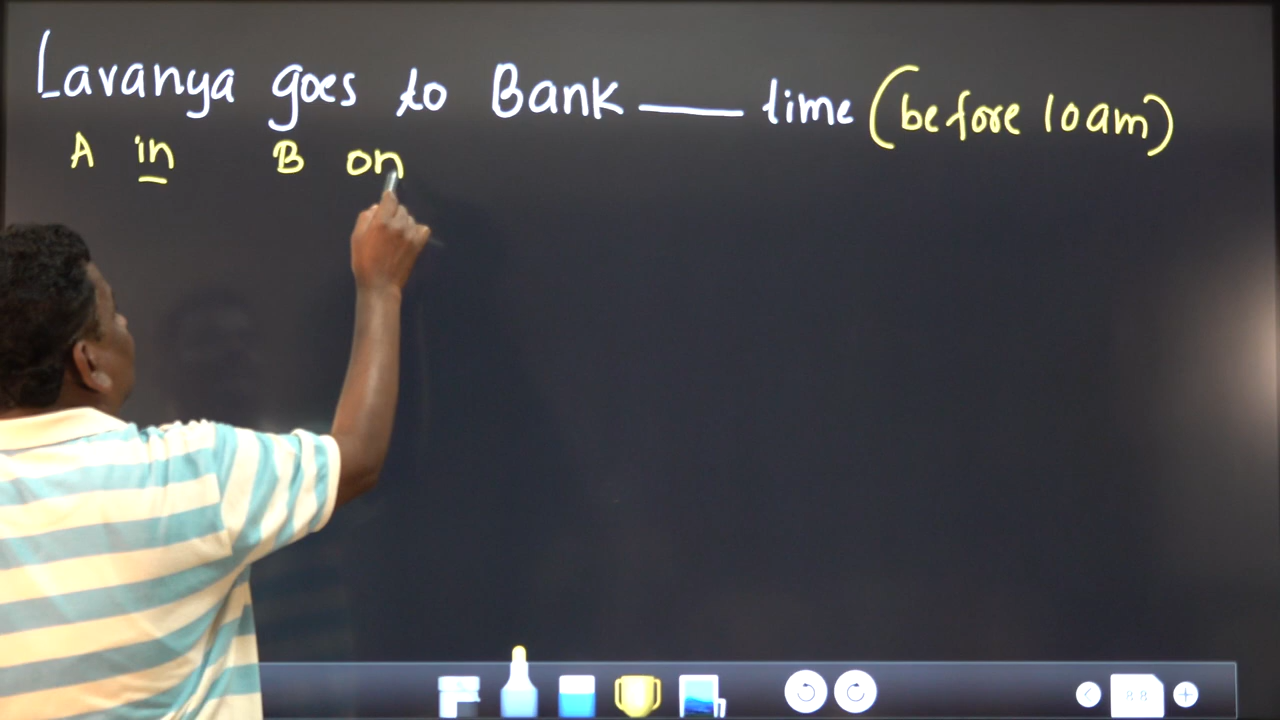 Lavanya goes to Bank ____ time (before 10am)
A in B on